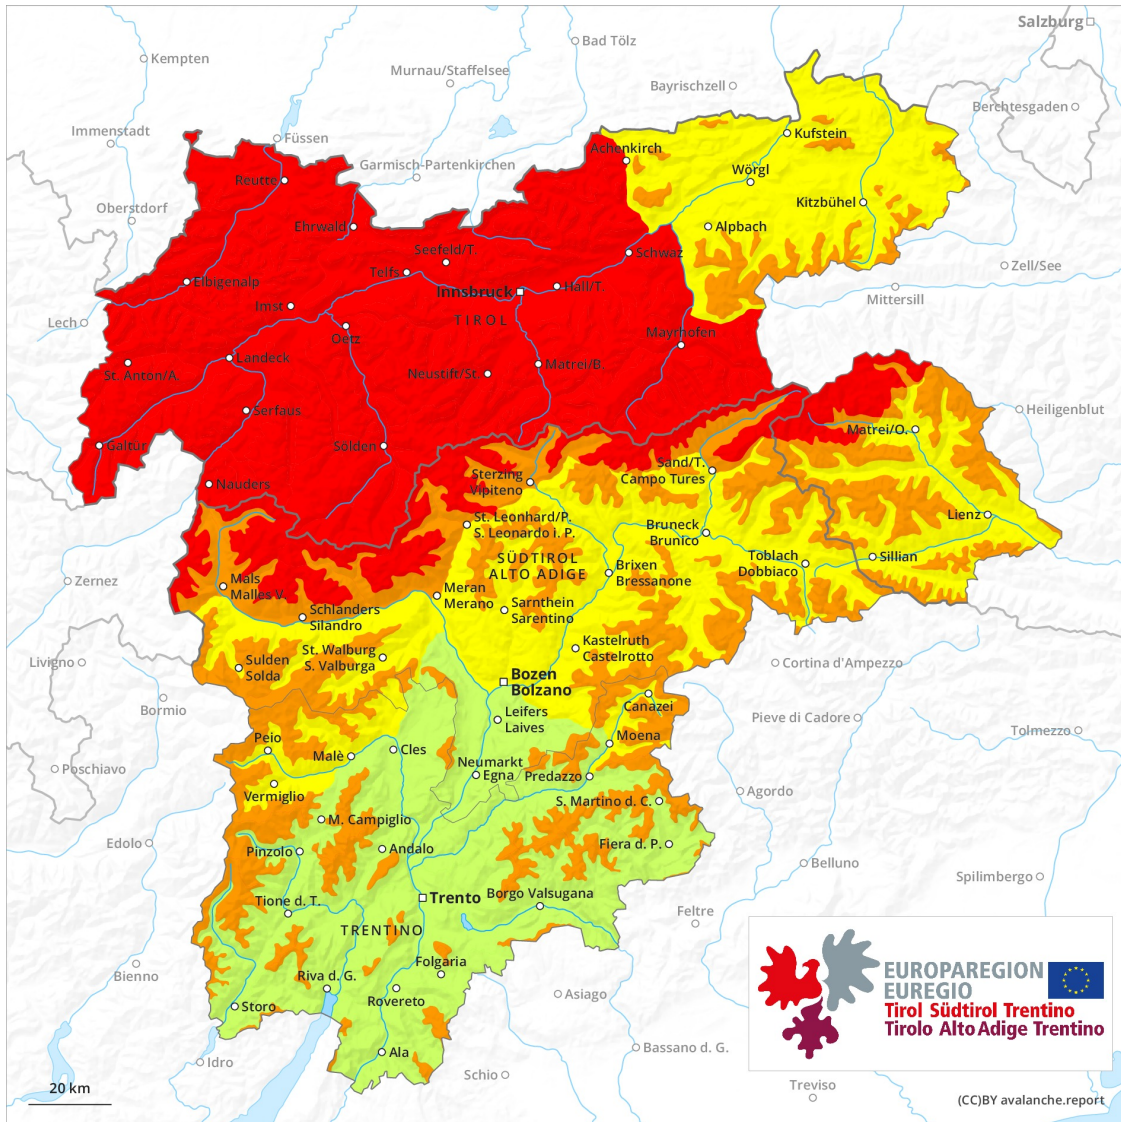 Salzburg
Kempten
Bad Tölz
Murnau/Staffelsee
Bayrischzell
Berchtesgaden
Immenstadt
Füssen
Kufstein
Achenkirch
Garmisch-Partenkirchen
Wörgl
Reutte
Oberstdorf
Kitzbühel
Ehrwald
Alpbach
Seefeld/T.
Schwaz
Zell/See
Telfs
Elbigenalp
Innsbruck
Hall/T.
Mittersill
Imst
TIROL
Lech
Oetz
Mayrhofen
Landeck
St. Anton/A.
Matrei/B.
Neustift/St.
Serfaus
Heiligenblut
Matrei/O.
Galtür
Sölden
Sand/T.
Campo Tures
Sterzing
Vipiteno
Nauders
St. Leonhard/P.
S. Leonardo i. P.
Lienz
Bruneck
Brunico
SÜDTIROL
ALTO ADIGE
Toblach
Dobbiaco
Sillian
Brixen
Bressanone
Zernez
Mals
Malles V.
Meran
Merano
Sarnthein
Sarentino
Schlanders
Silandro
Kastelruth
Castelrotto
St. Walburg
S. Valburga
Livigno
Sulden
Solda
Cortina d'Ampezzo
Bozen
Bolzano
Bormio
Canazei
Leifers
Laives
Pieve di Cadore
Tolmezzo
Peio
Moena
Malè
Cles
Neumarkt
Egna
Predazzo
Poschiavo
Vermiglio
Agordo
S. Martino d. C.
M. Campiglio
Edolo
Pinzolo
Andalo
Fiera d. P.
Belluno
Spilimbergo
Tione d. T.
Trento
Borgo Valsugana
Feltre
TRENTINO
Bienno
Folgaria
Riva d. G.
Rovereto
Asiago
Storo
EUROPAREGION
EUREGIO
Tirol Südtirol Trentino
Tirolo Alto Adige Trentino
Idro
Ala
Bassano d. G.
Schio
Treviso
20 km
(CC)BY avalanche.report